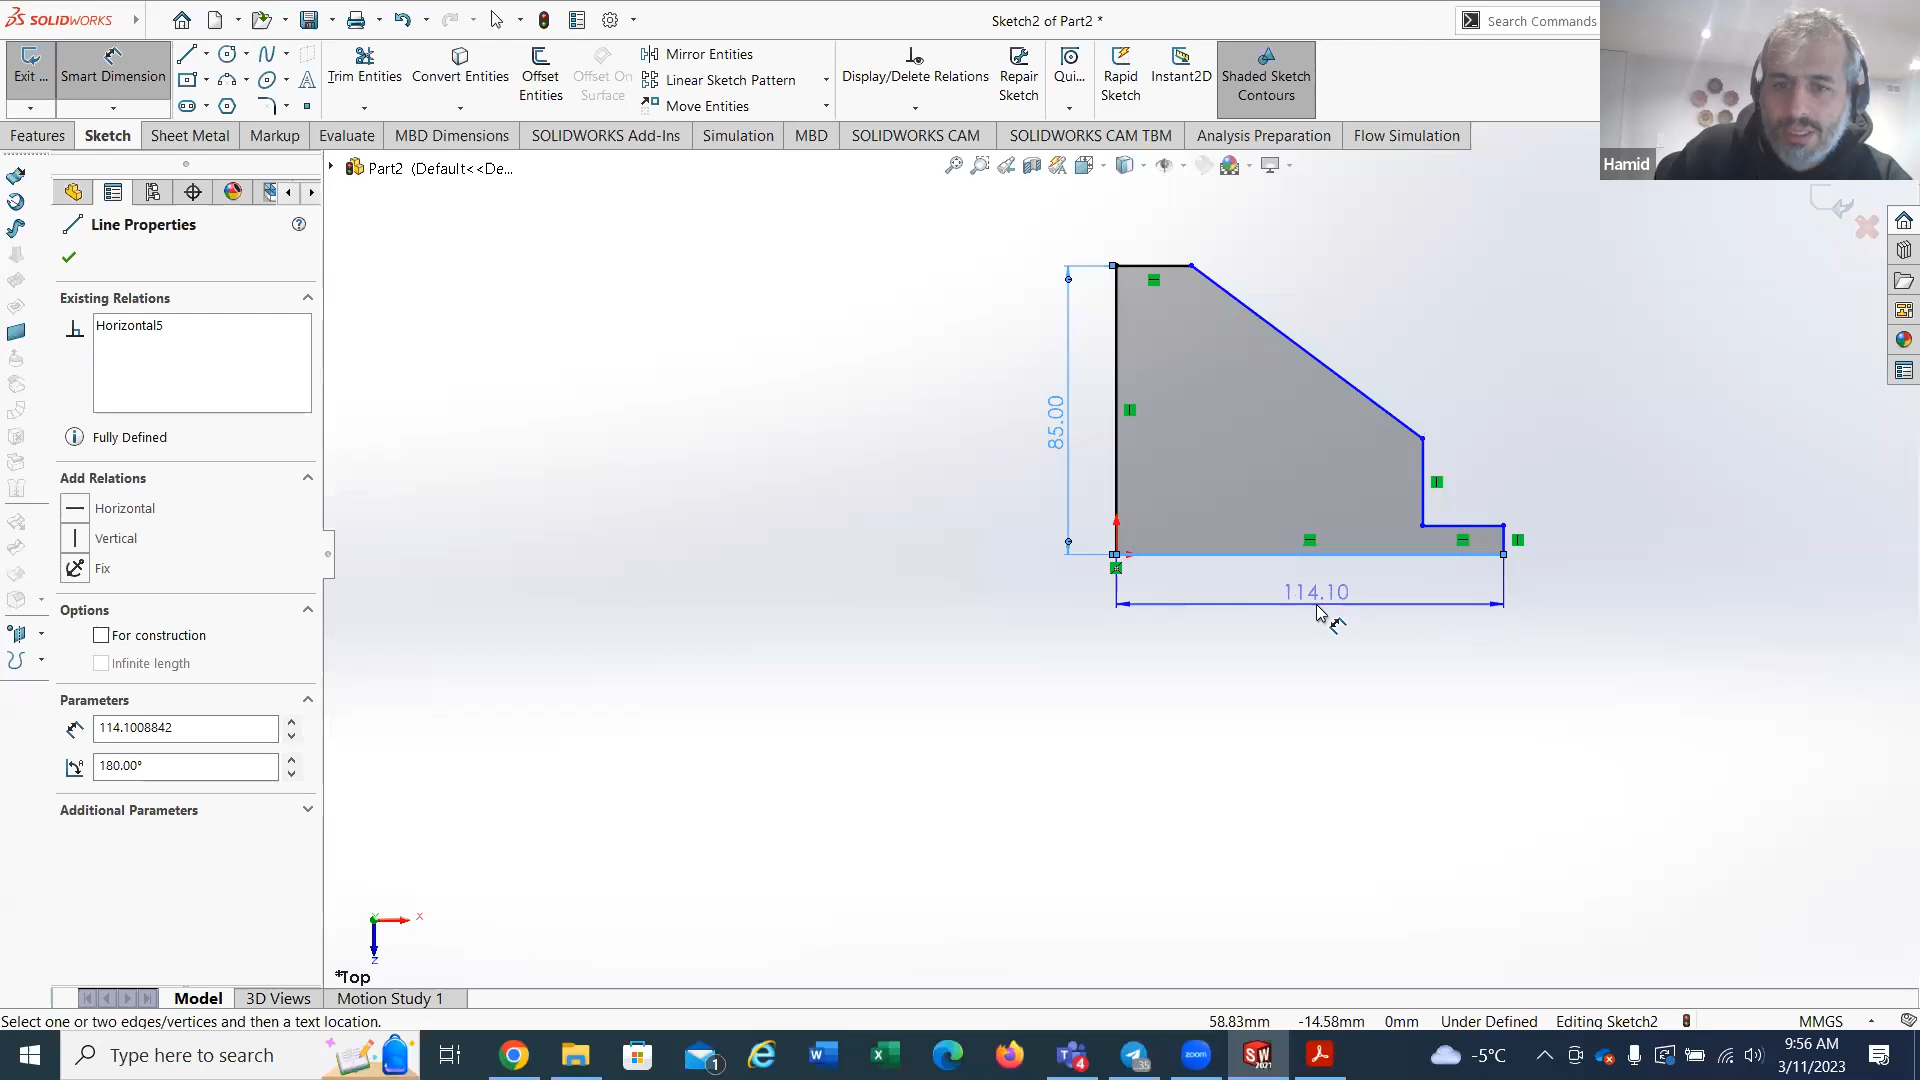 SOLIDWORKS
Sketch2 of Part2 *
Search Commands
Exit ...
Smart Dimension
Trim Entities
Convert Entities
Offset Entities
Offset On Surface
Mirror Entities
Linear Sketch Pattern
Move Entities
Display/Delete Relations
Repair Sketch
Qui...
Rapid Sketch
Instant2D
Shaded Sketch Contours
Hamid
Features
Sketch
Sheet Metal
Markup
Evaluate
MBD Dimensions
SOLIDWORKS Add-Ins
Simulation
MBD
SOLIDWORKS CAM
SOLIDWORKS CAM TBM
Analysis Preparation
Flow Simulation
Part2 (Default<<De...
Line Properties
Existing Relations
Horizontal5
Fully Defined
Add Relations
Horizontal
Vertical
Fix
Options
For construction
Infinite length
Parameters
114.1008842
180.00°
Additional Parameters
85.00
114.10
x
z
*Top
Model
3D Views
Motion Study 1
Select one or two edges/vertices and then a text location.
58.83mm
-14.58mm
0mm
Under Defined
Editing Sketch2
MMGS
Type here to search
1
zoom
SW
2021
4
-5°C
9:56 AM
3/11/2023